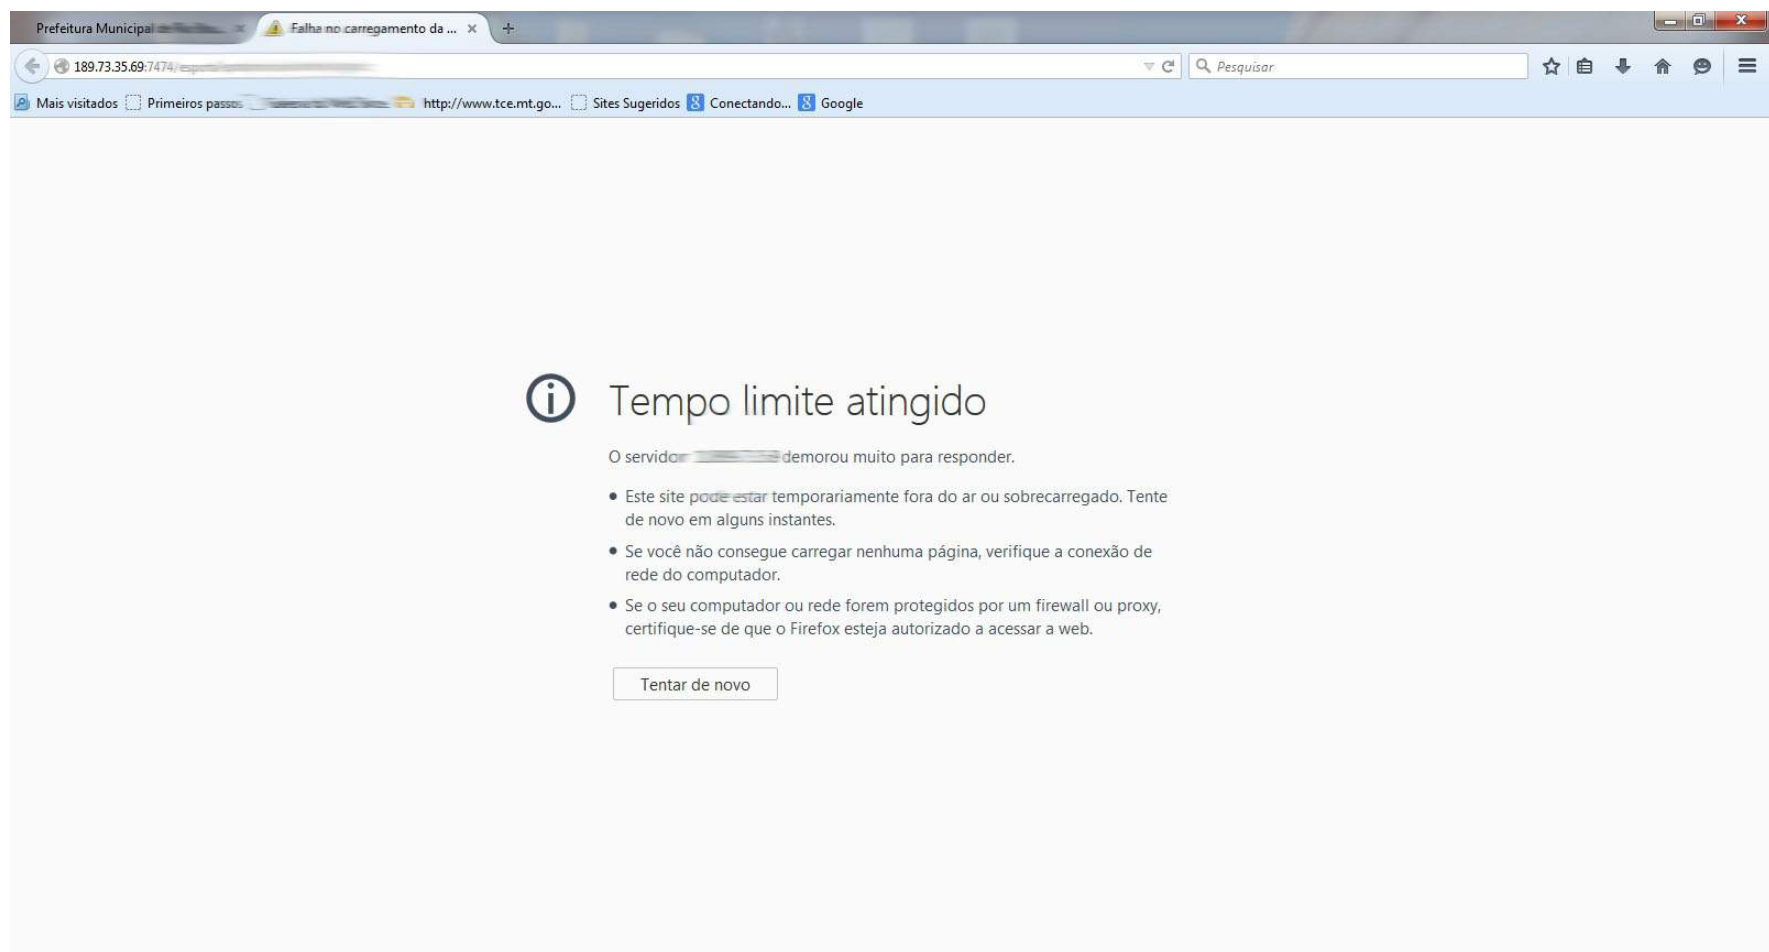 Prefeitura Municipal
Falha no carregamento da ...
189.73.35.69:7474/
Pesquisar
Mais visitados Primeiros passos http://www.tce.mt.go... Sites Sugeridos Conectando... Google
Tempo limite atingido
O servidor demorou muito para responder.
Este site pode estar temporariamente fora do ar ou sobrecarregado. Tente
de novo em alguns instantes.
Se você não consegue carregar nenhuma página, verifique a conexão de
rede do computador.
Se o seu computador ou rede forem protegidos por um firewall ou proxy,
certifique-se de que o Firefox esteja autorizado a acessar a web.
Tentar de novo